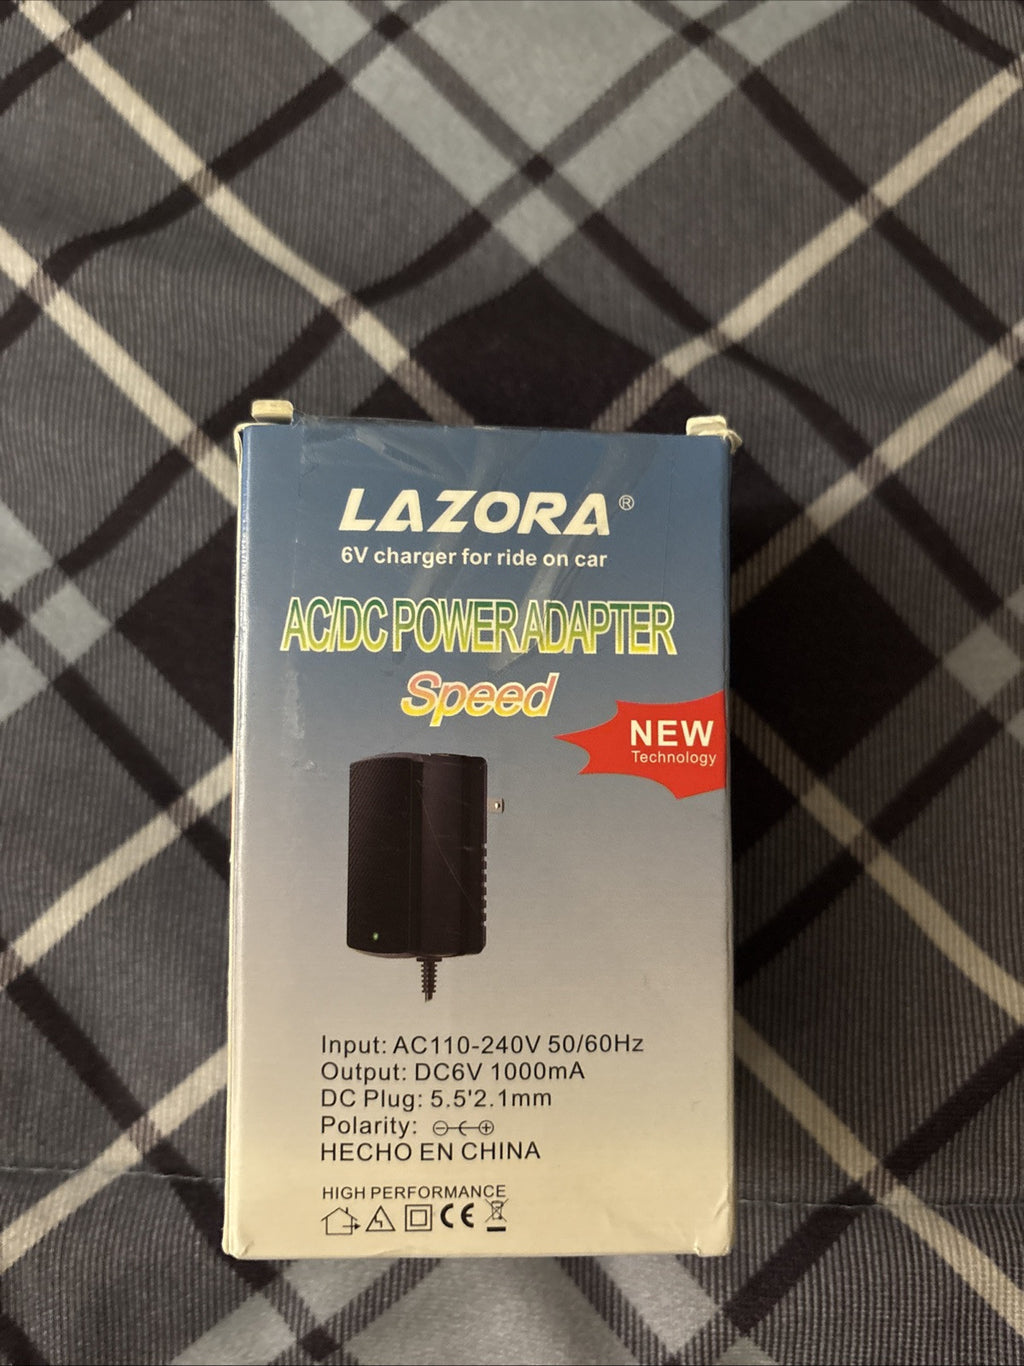 LAZORA®
6V charger for ride on car
AC/DC POWER ADAPTER
Speed
NEW
Technology
Input: AC110-240V 50/60Hz
Output: DC6V 1000mA
DC Plug: 5.5'2.1mm
Polarity:
HECHO EN CHINA
HIGH PERFORMANCE
CE